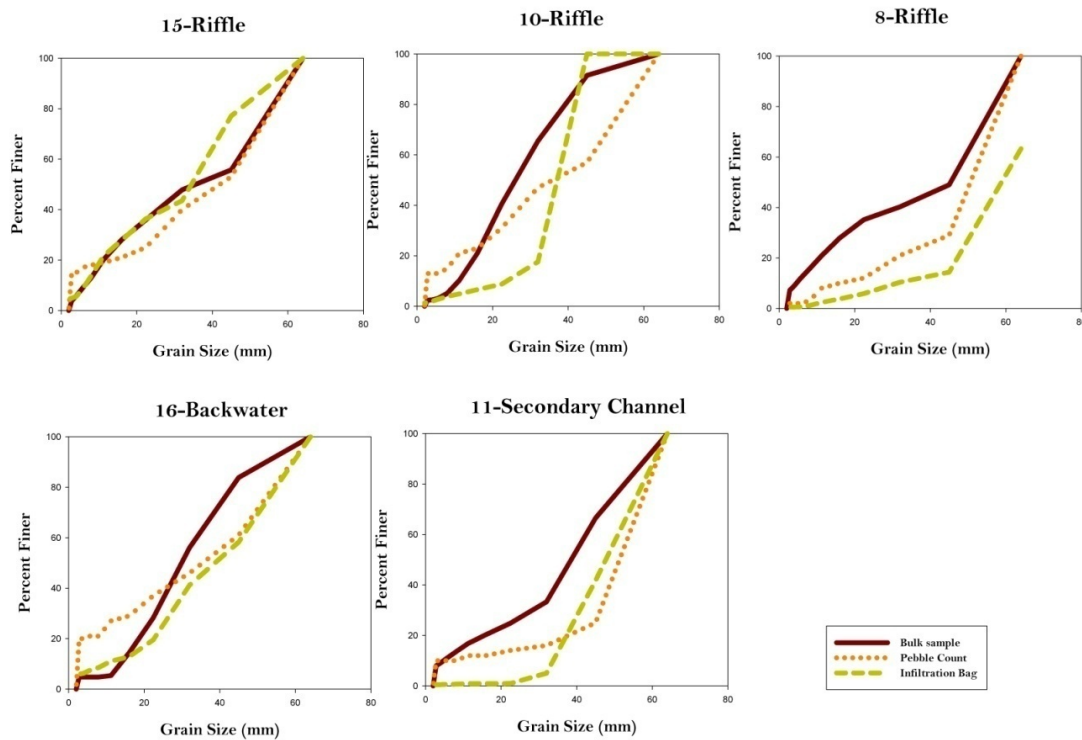 15-Riffle
100
80
60
40
20
0
0 20 40 60 80
Percent Finer
Grain Size (mm)
10-Riffle
100
80
60
40
20
0
0 20 40 60 80
Percent Finer
Grain Size (mm)
8-Riffle
100
80
60
40
20
0
0 20 40 60 80
Percent Finer
Grain Size (mm)
16-Backwater
100
80
60
40
20
0
0 20 40 60 80
Percent Finer
Grain Size (mm)
11-Secondary Channel
100
80
60
40
20
0
0 20 40 60 80
Percent Finer
Grain Size (mm)
Bulk sample
Pebble Count
Infiltration Bag